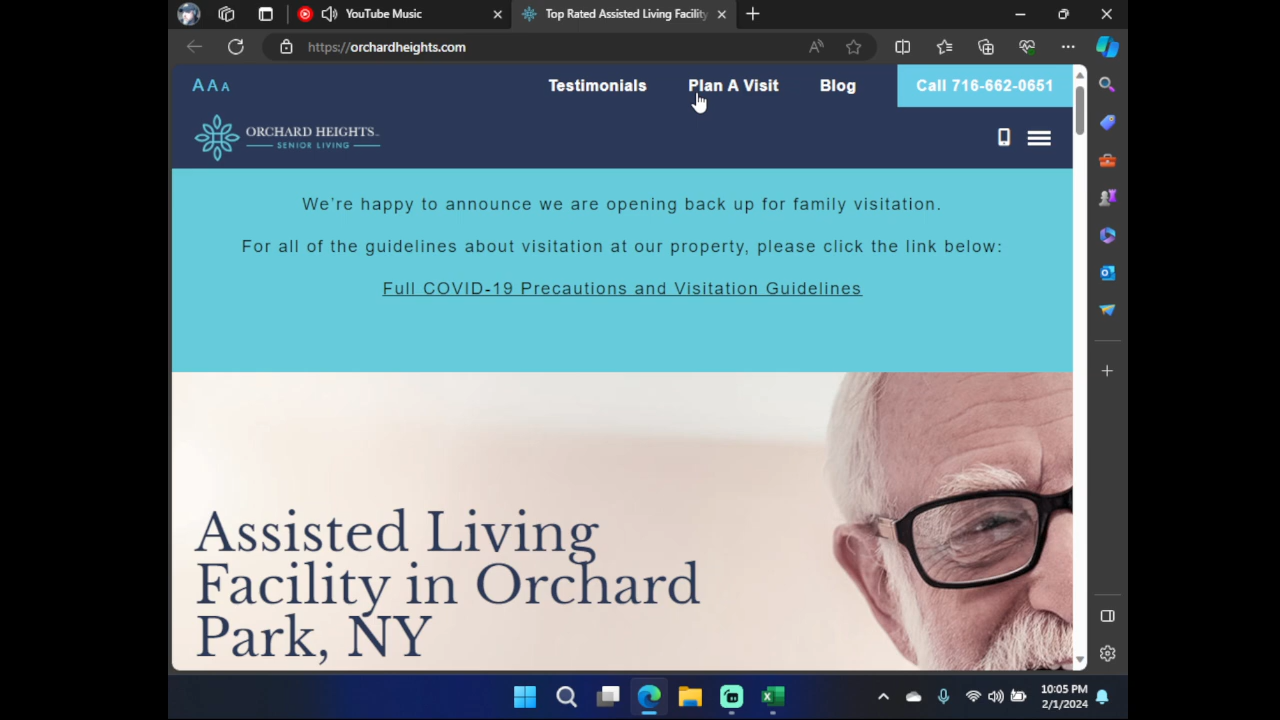 YouTube Music
Top Rated Assisted Living Facility
https://orchardheights.com
A A A
Testimonials
Plan A Visit
Blog
Call 716-662-0651
ORCHARD HEIGHTS
SENIOR LIVING
We're happy to announce we are opening back up for family visitation.
For all of the guidelines about visitation at our property, please click the link below:
Full COVID-19 Precautions and Visitation Guidelines
Assisted Living
Facility in Orchard
Park, NY
10:05 PM
2/1/2024